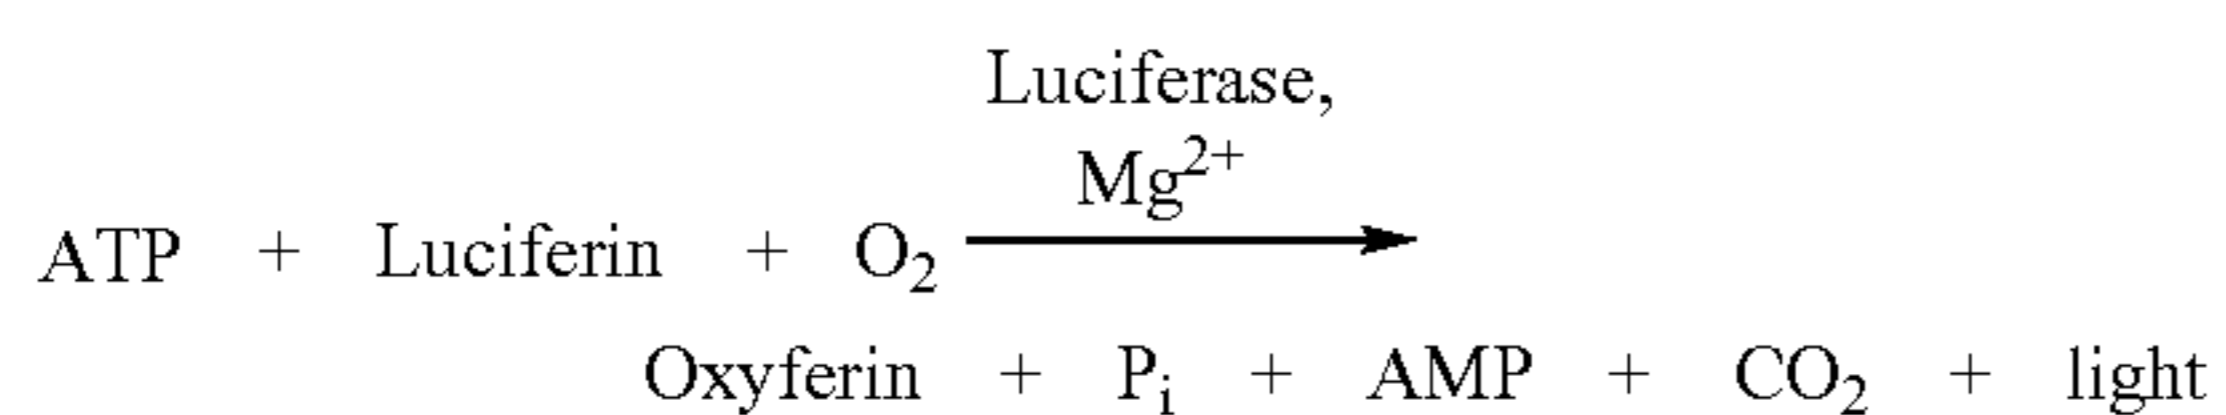 Luciferase,
Mg²⁺
ATP + Luciferin + O₂
Oxyferin + Pᵢ + AMP + CO₂ + light